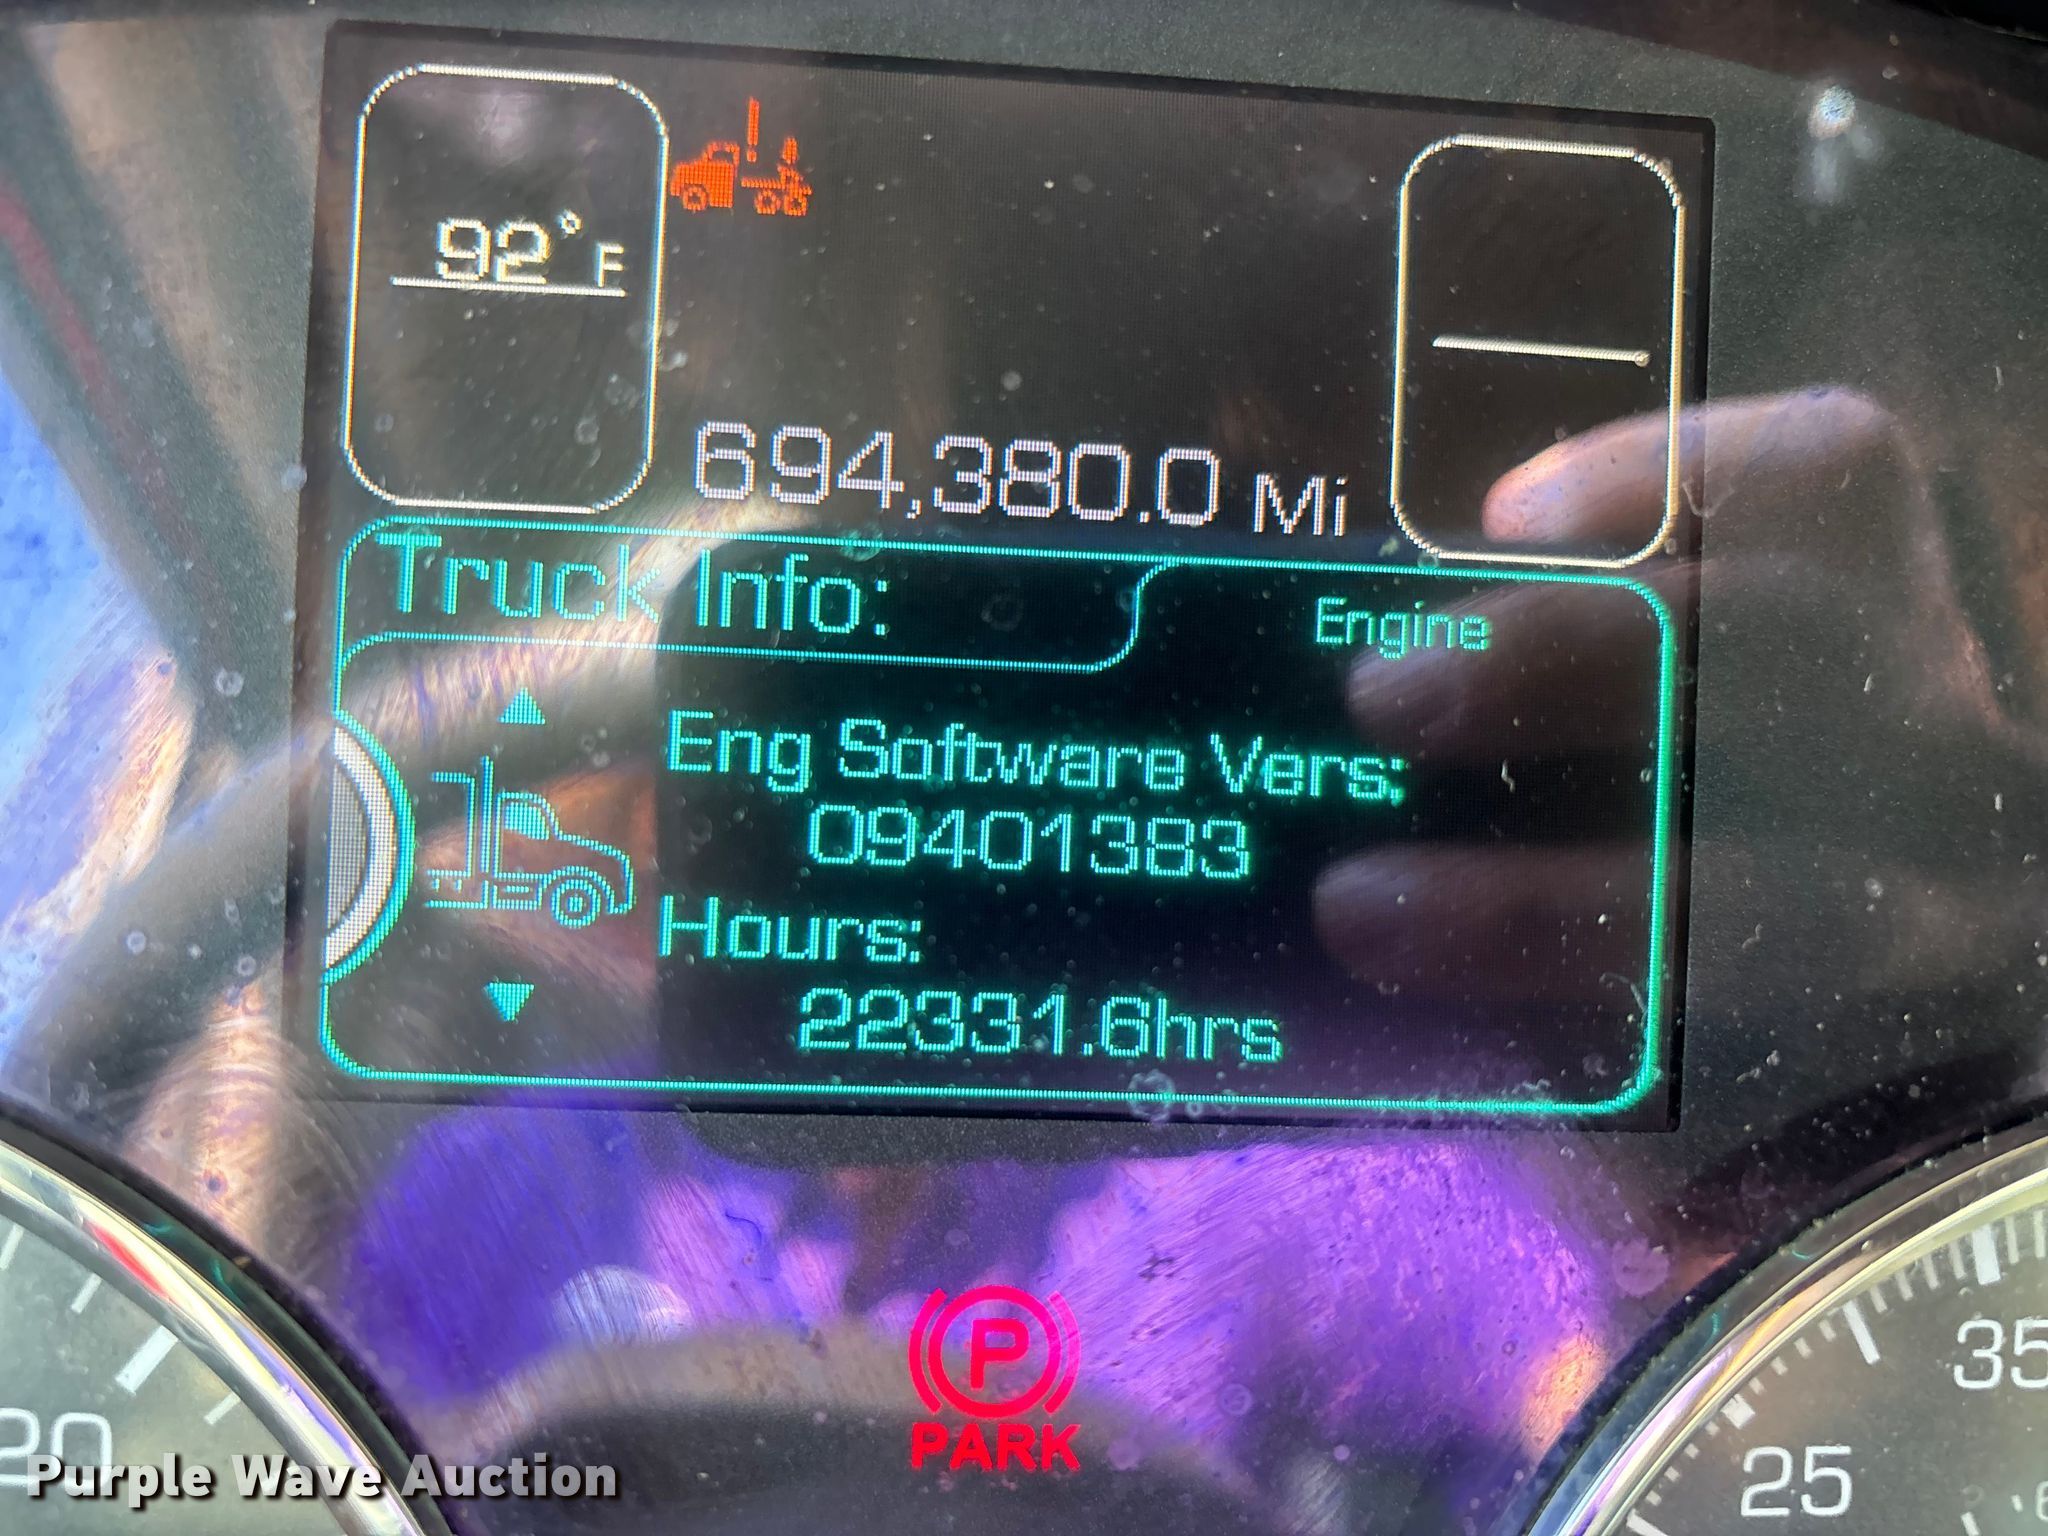 92°F
694,380.0 Mi
Truck Info:
Engine
Eng Software Vers:
09401383
Hours:
22331.6hrs
P
PARK
20
35
25
Purple Wave Auction